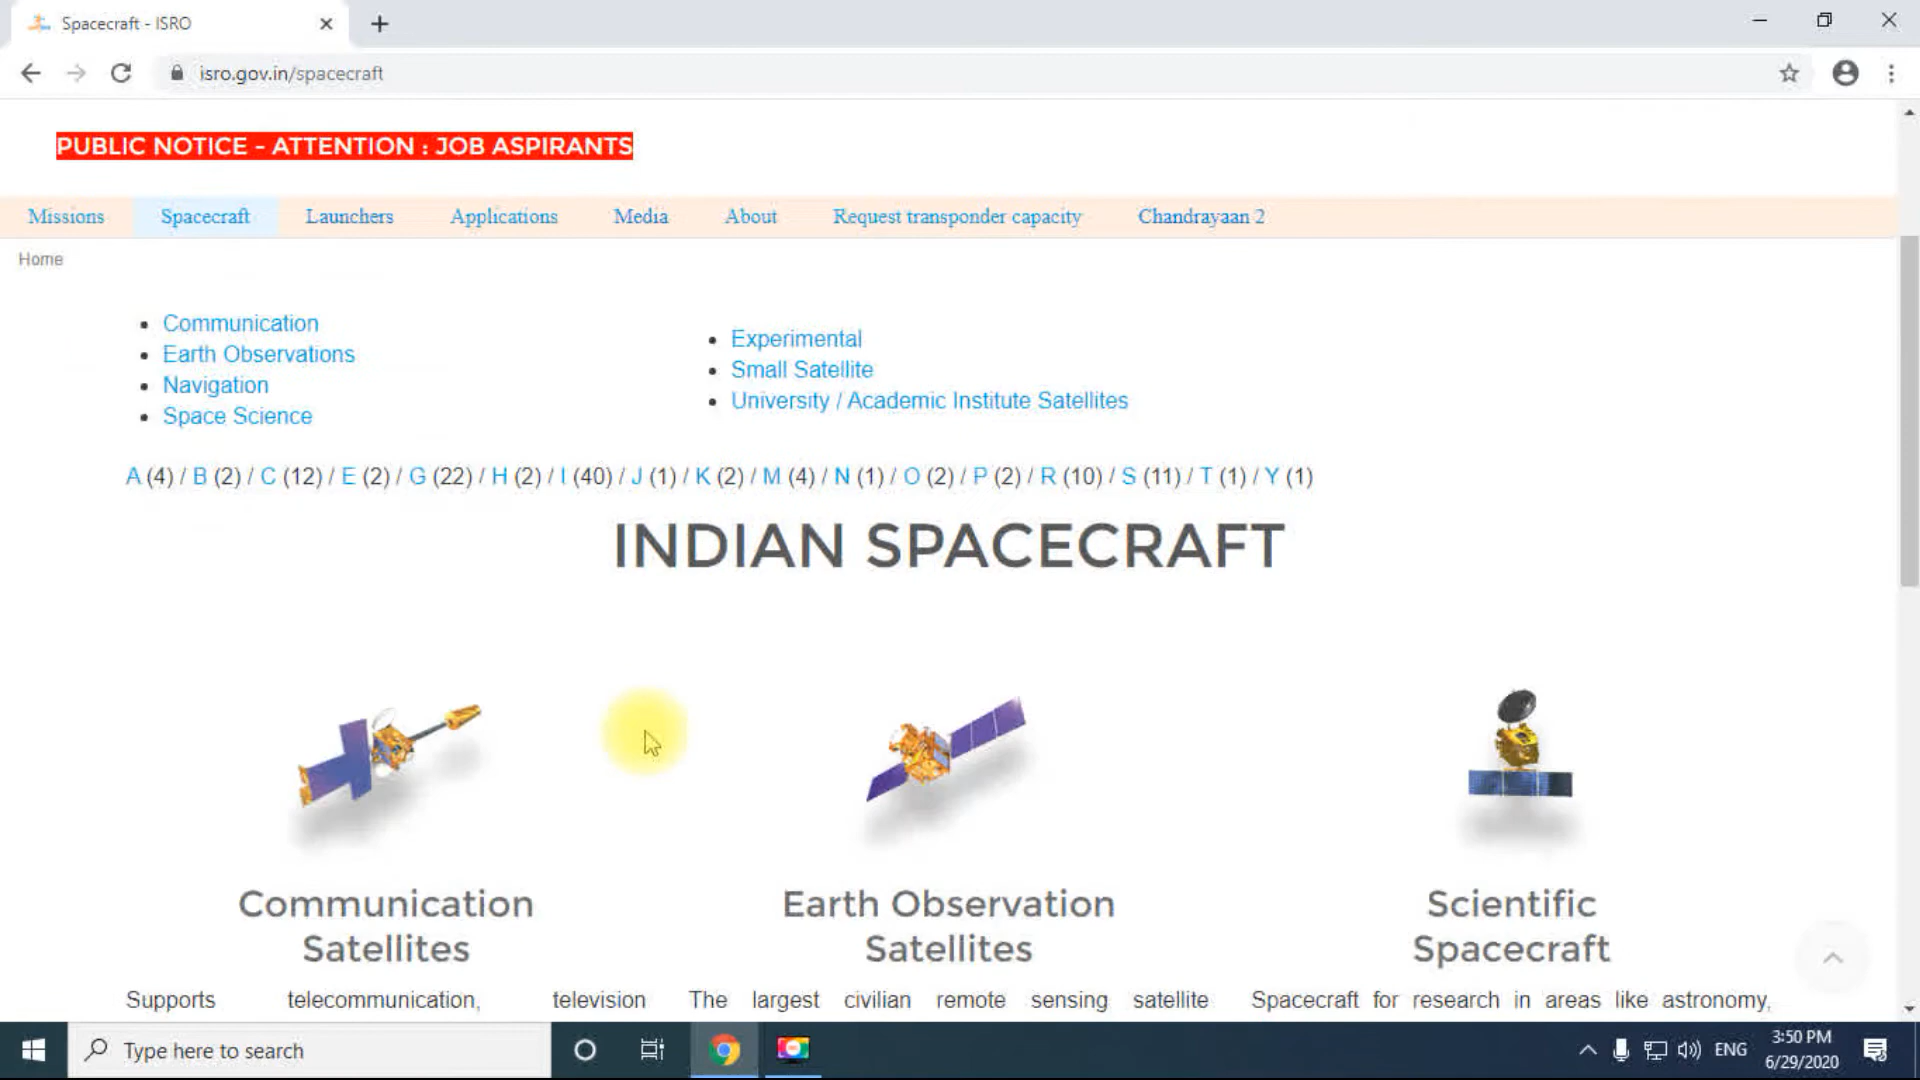 Spacecraft - ISRO
isro.gov.in/spacecraft
PUBLIC NOTICE - ATTENTION : JOB ASPIRANTS
Missions Spacecraft Launchers Applications Media About Request transponder capacity Chandrayaan 2
Home
Communication
Earth Observations
Navigation
Space Science
Experimental
Small Satellite
University / Academic Institute Satellites
A (4) / B (2) / C (12) / E (2) / G (22) / H (2) / I (40) / J (1) / K (2) / M (4) / N (1) / O (2) / P (2) / R (10) / S (11) / T (1) / Y (1)
INDIAN SPACECRAFT
Communication
Satellites
Supports telecommunication, television
Earth Observation
Satellites
The largest civilian remote sensing satellite
Scientific
Spacecraft
Spacecraft for research in areas like astronomy,
Type here to search
ENG
3:50 PM
6/29/2020